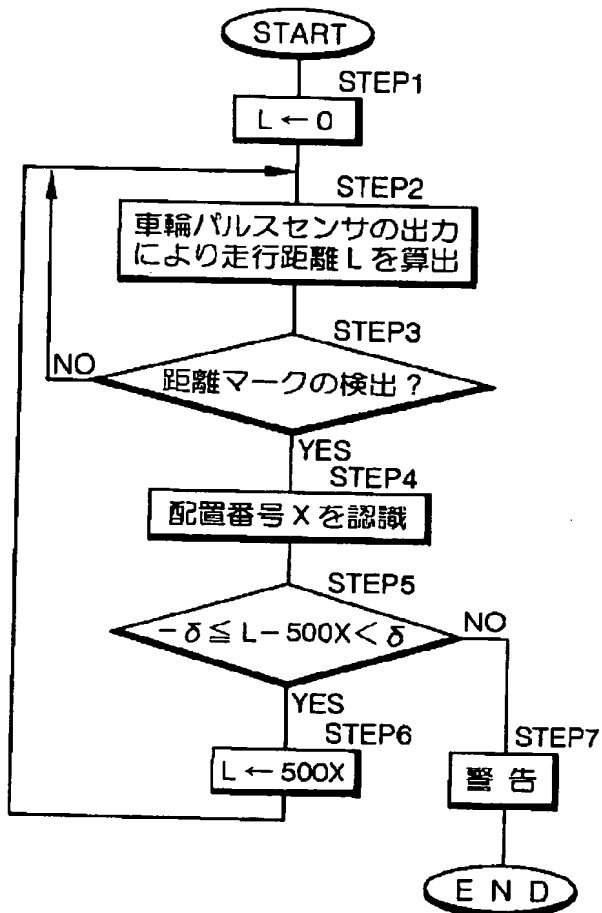 START
STEP1
L ← 0
STEP2
車輪パルスセンサの出力
により走行距離Lを算出
STEP3
NO
距離マークの検出?
YES
STEP4
配置番号Xを認識
STEP5
-δ≦L-500X<δ
NO
YES
STEP6
STEP7
L ← 500X
警告
END